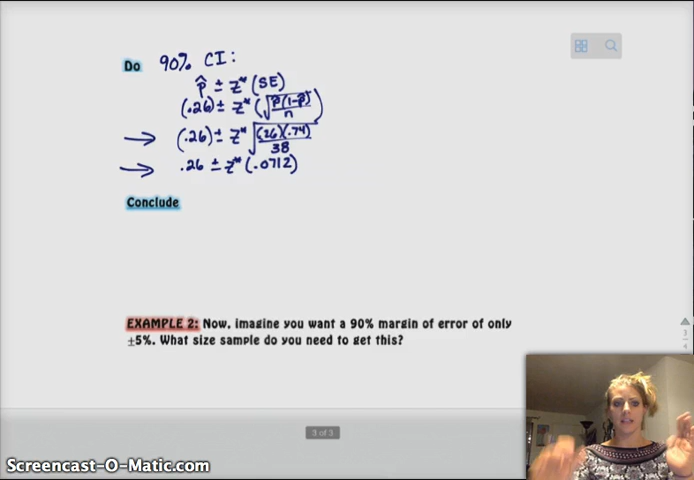 Do 90% CI:
p̂ ± z* (SE)
(.26) ± z* (√p̂(1-p̂)/n)
→ (.26) ± z* √(.26)(.74)/38
→ .26 ± z* (.0712)
Conclude
EXAMPLE 2: Now, imagine you want a 90% margin of error of only
±5%. What size sample do you need to get this?
3 of 3
Screencast-O-Matic.com